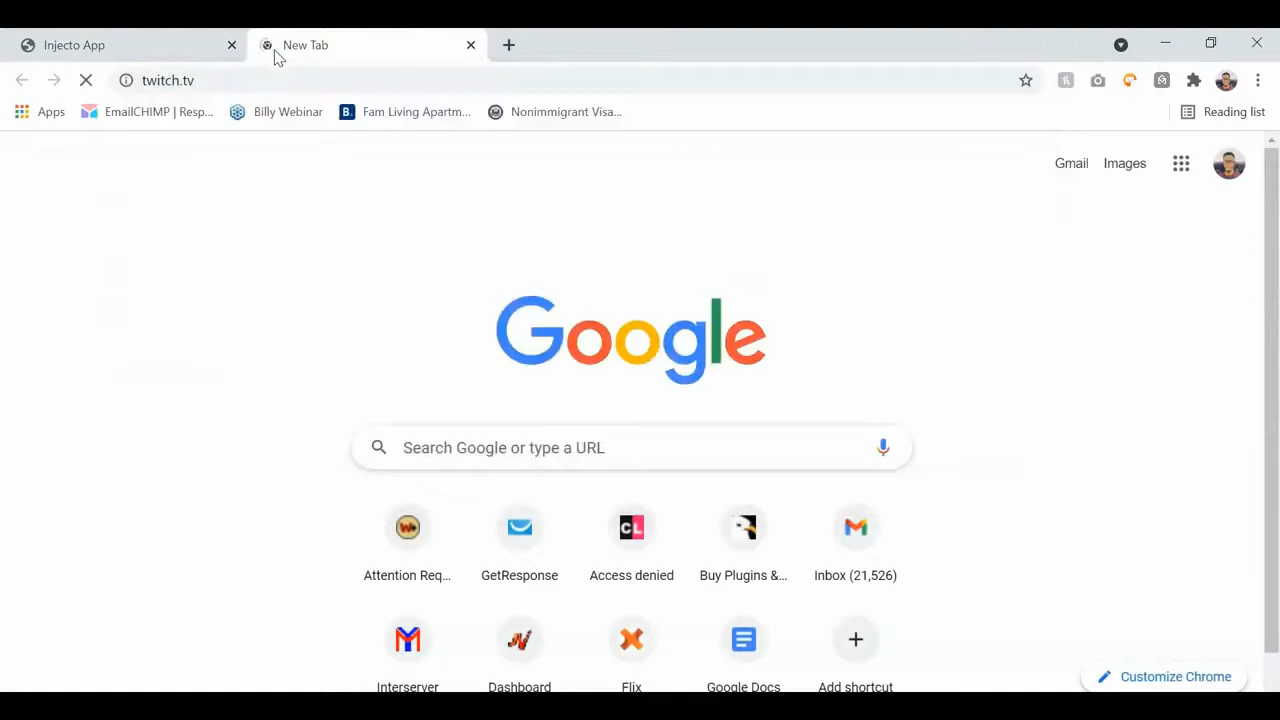 Injecto App
New Tab
twitch.tv
Apps
EmailCHIMP | Resp...
Billy Webinar
B.
Fam Living Apartm...
Nonimmigrant Visa...
Reading list
Gmail
Images
Google
Search Google or type a URL
CL
Attention Req...
GetResponse
Access denied
Buy Plugins &...
Inbox (21,526)
Interserver
Dashboard
Flix
Google Docs
Add shortcut
Customize Chrome